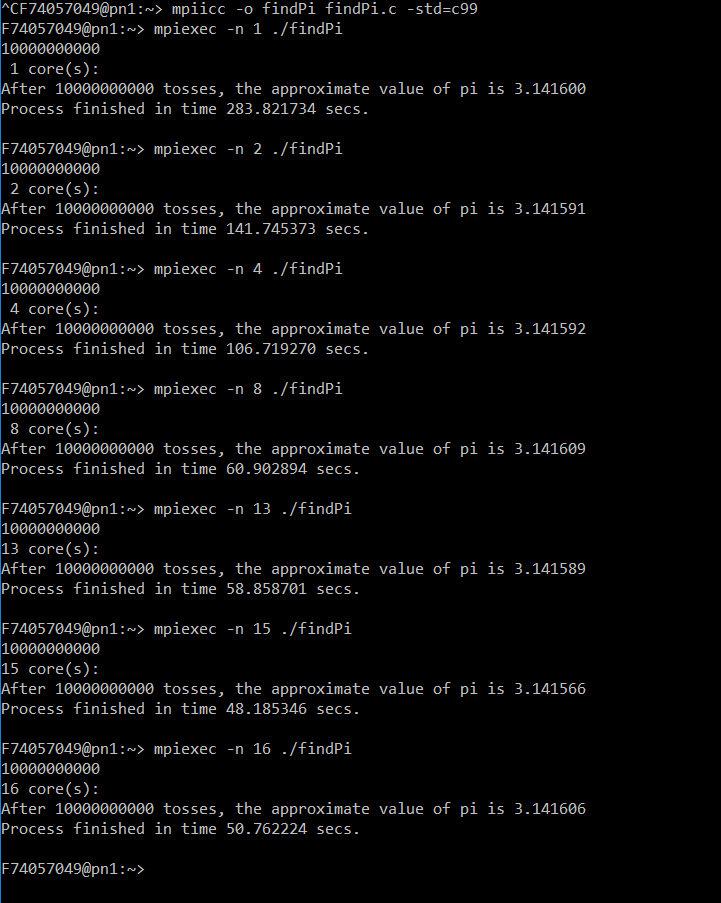 ^CF74057049@pn1:~> mpiicc -o findPi findPi.c -std=c99
F74057049@pn1:~> mpiexec -n 1 ./findPi
10000000000
 1 core(s):
After 10000000000 tosses, the approximate value of pi is 3.141600
Process finished in time 283.821734 secs.

F74057049@pn1:~> mpiexec -n 2 ./findPi
10000000000
 2 core(s):
After 10000000000 tosses, the approximate value of pi is 3.141591
Process finished in time 141.745373 secs.

F74057049@pn1:~> mpiexec -n 4 ./findPi
10000000000
 4 core(s):
After 10000000000 tosses, the approximate value of pi is 3.141592
Process finished in time 106.719270 secs.

F74057049@pn1:~> mpiexec -n 8 ./findPi
10000000000
 8 core(s):
After 10000000000 tosses, the approximate value of pi is 3.141609
Process finished in time 60.902894 secs.

F74057049@pn1:~> mpiexec -n 13 ./findPi
10000000000
13 core(s):
After 10000000000 tosses, the approximate value of pi is 3.141589
Process finished in time 58.858701 secs.

F74057049@pn1:~> mpiexec -n 15 ./findPi
10000000000
15 core(s):
After 10000000000 tosses, the approximate value of pi is 3.141566
Process finished in time 48.185346 secs.

F74057049@pn1:~> mpiexec -n 16 ./findPi
10000000000
16 core(s):
After 10000000000 tosses, the approximate value of pi is 3.141606
Process finished in time 50.762224 secs.

F74057049@pn1:~>